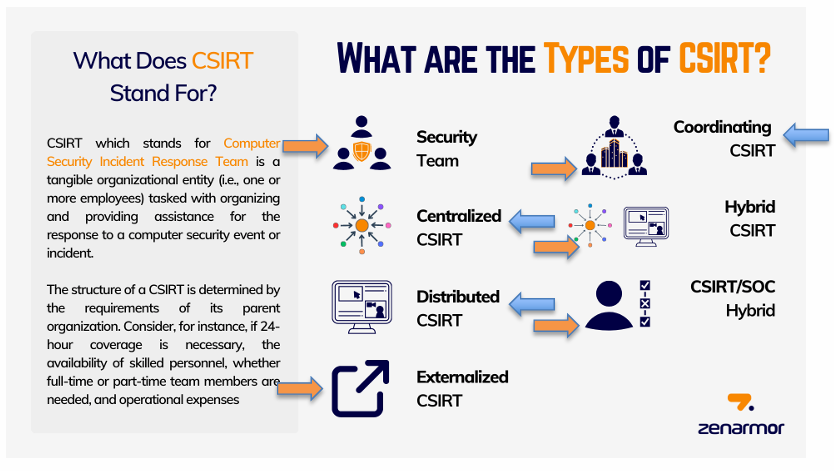 What Does CSIRT
Stand For?
CSIRT which stands for Computer
Security Incident Response Team is a
tangible organizational entity (i.e., one or
more employees) tasked with organizing
and providing assistance for the
response to a computer security event or
incident.
The structure of a CSIRT is determined by
the requirements of its parent
organization. Consider, for instance, if 24-
hour coverage is necessary, the
availability of skilled personnel, whether
full-time or part-time team members are
needed, and operational expenses
WHAT ARE THE TYPES OF CSIRT?
Security
Team
Coordinating
CSIRT
Centralized
CSIRT
Hybrid
CSIRT
Distributed
CSIRT
CSIRT/SOC
Hybrid
Externalized
CSIRT
zenarmor